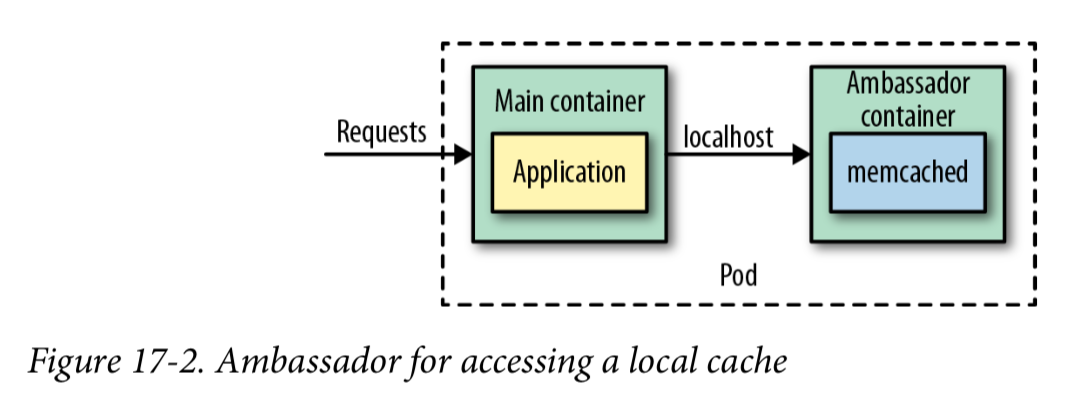 Requests
Main container
Application
localhost
Ambassador
container
memcached
Pod
Figure 17-2. Ambassador for accessing a local cache